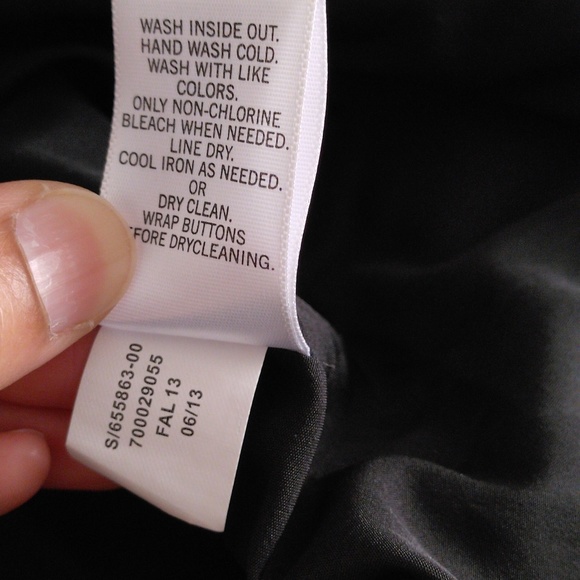 WASH INSIDE OUT.
HAND WASH COLD.
WASH WITH LIKE
COLORS.
ONLY NON-CHLORINE
BLEACH WHEN NEEDED.
LINE DRY.
COOL IRON AS NEEDED.
OR
DRY CLEAN.
WRAP BUTTONS
EFORE DRYCLEANING.
S/655863-00
700029055
FAL 13
06/13